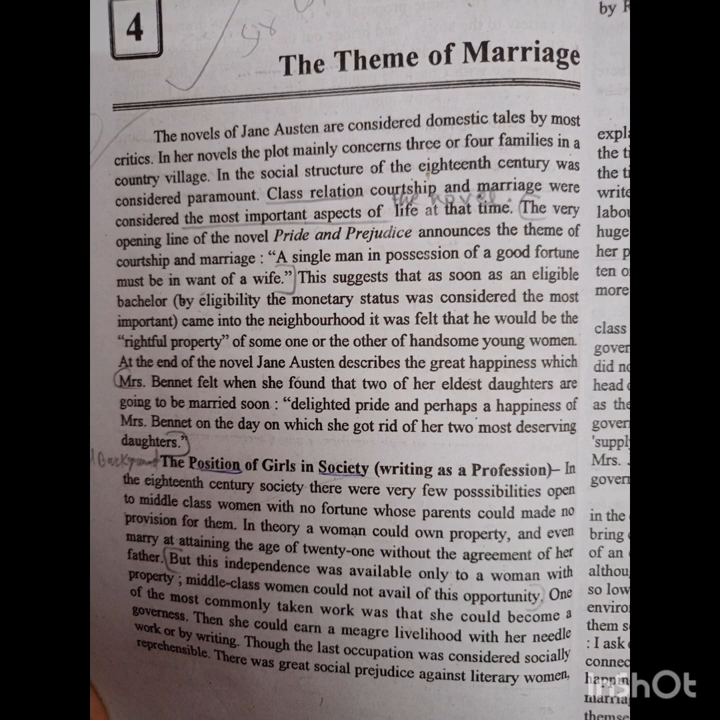 4
by
The Theme of Marriage
The novels of Jane Austen are considered domestic tales by most
critics. In her novels the plot mainly concerns three or four families in a
country village. In the social structure of the eighteenth century was
considered paramount. Class relation courtship and marriage were
the novel.
considered the most important aspects of life at that time. The very
opening line of the novel Pride and Prejudice announces the theme of
courtship and marriage : “A single man in possession of a good fortune
must be in want of a wife.” This suggests that as soon as an eligible
bachelor (by eligibility the monetary status was considered the most
important) came into the neighbourhood it was felt that he would be the
“rightful property” of some one or the other of handsome young women.
At the end of the novel Jane Austen describes the great happiness which
Mrs. Bennet felt when she found that two of her eldest daughters are
going to be married soon : “delighted pride and perhaps a happiness of
Mrs. Bennet on the day on which she got rid of her two most deserving
daughters.”
The Position of Girls in Society (writing as a Profession)– In
the eighteenth century society there were very few posssibilities open
to middle class women with no fortune whose parents could made no
provision for them. In theory a woman could own property, and even
marry at attaining the age of twenty-one without the agreement of her
father. But this independence was available only to a woman with
property ; middle-class women could not avail of this opportunity. One
of the most commonly taken work was that she could become a
governess. Then she could earn a meagre livelihood with her needle
work or by writing. Though the last occupation was considered socially
reprehensible. There was great social prejudice against literary women,
expl
the ti
the ti
write
labou
huge
her p
ten o
more
class
gover
did no
head
as the
gover
'suppl
Mrs.
govern
in the
bring
of an
althou
so low
enviro
them s
: I ask
connec
happin
marria
themse
InShOt